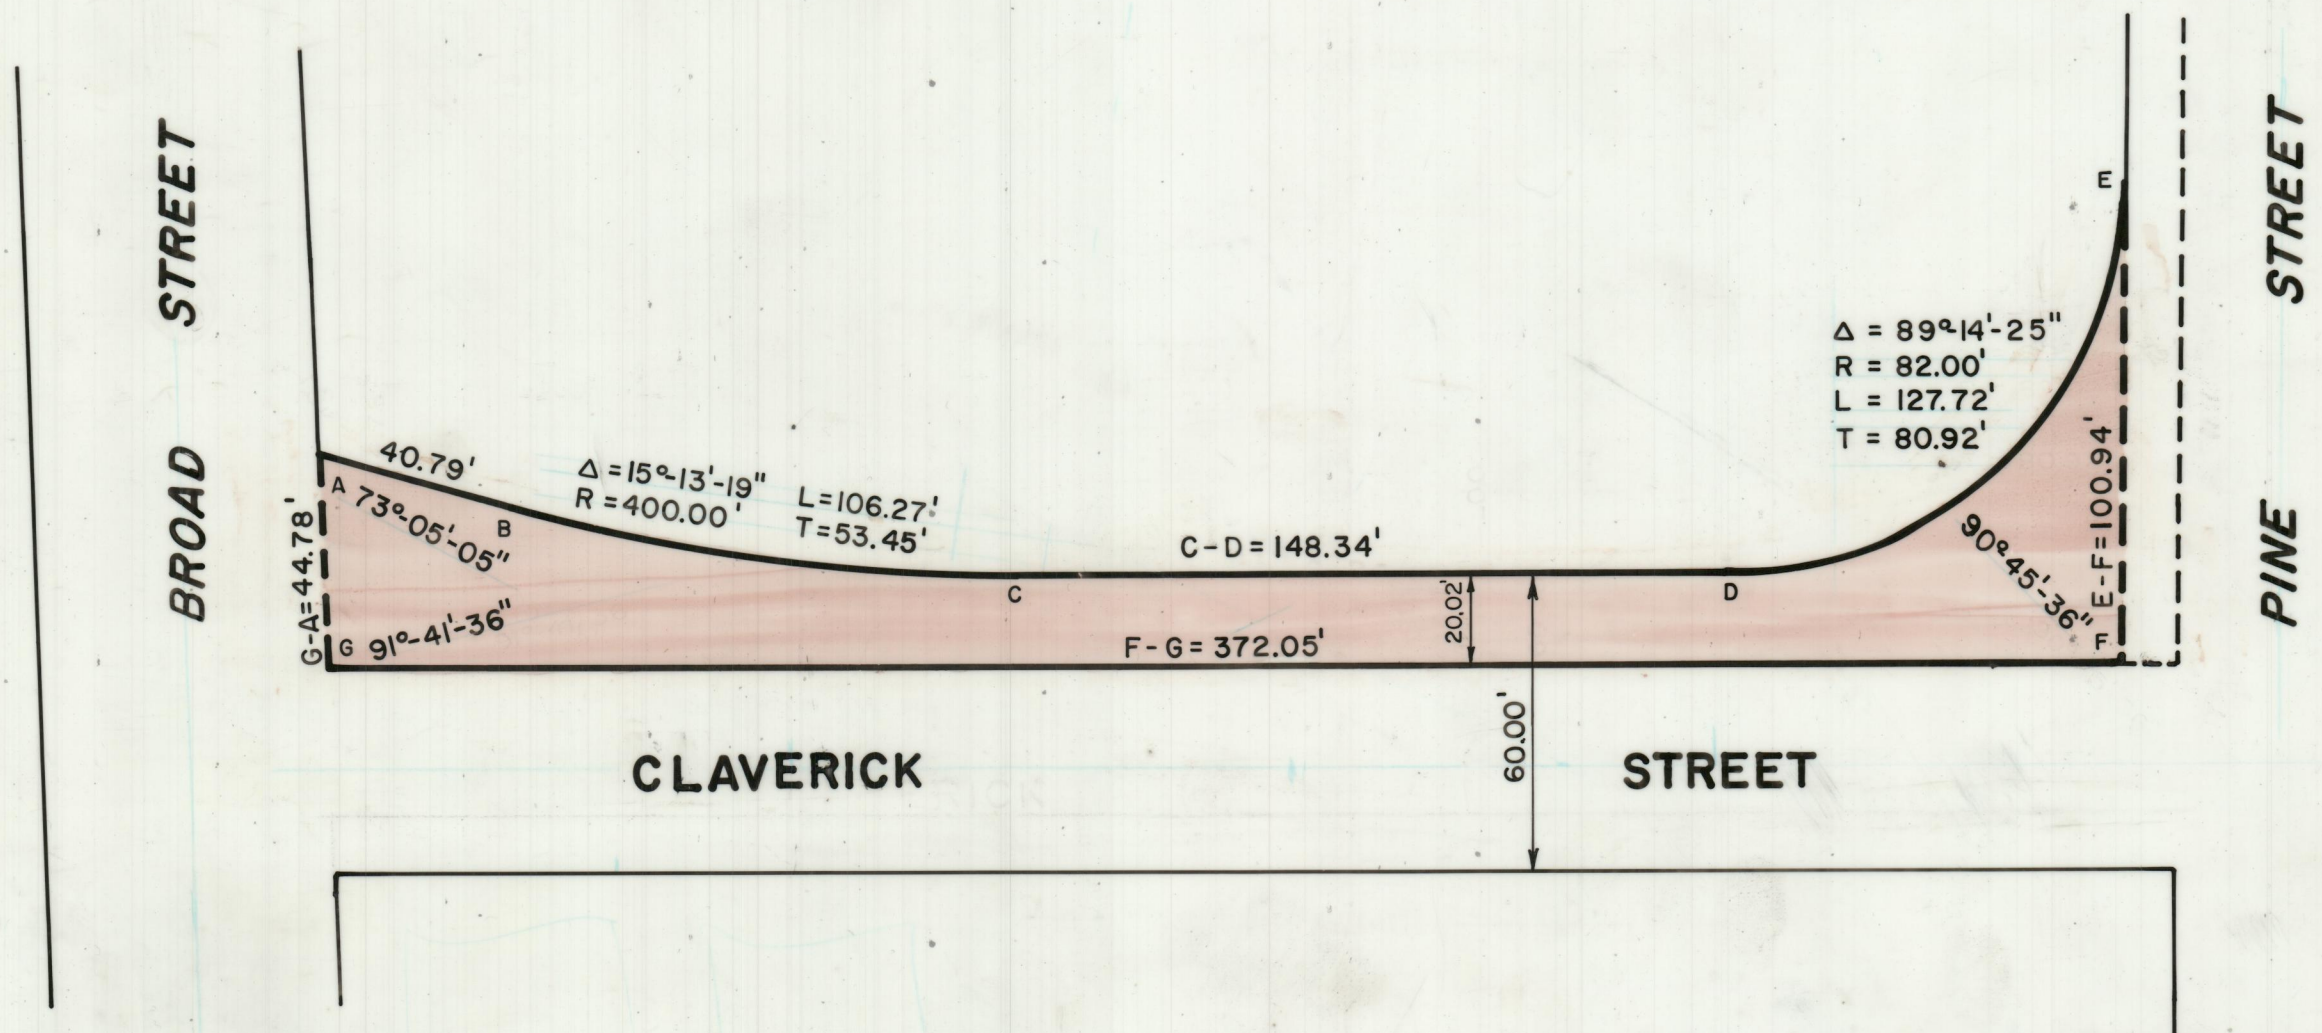 BROAD STREET
A
40.79'
73°-05'-05"
B
Δ = 15°-13'-19"
R = 400.00'
L = 106.27'
T = 53.45'
G-A = 44.78'
G
91°-41'-36"
C
C-D = 148.34'
F-G = 372.05'
20.02'
60.00'
D
Δ = 89°-14'-25"
R = 82.00'
L = 127.72'
T = 80.92'
E
E-F = 100.94'
90°-45'-36"
F
CLAVERICK STREET
PINE STREET